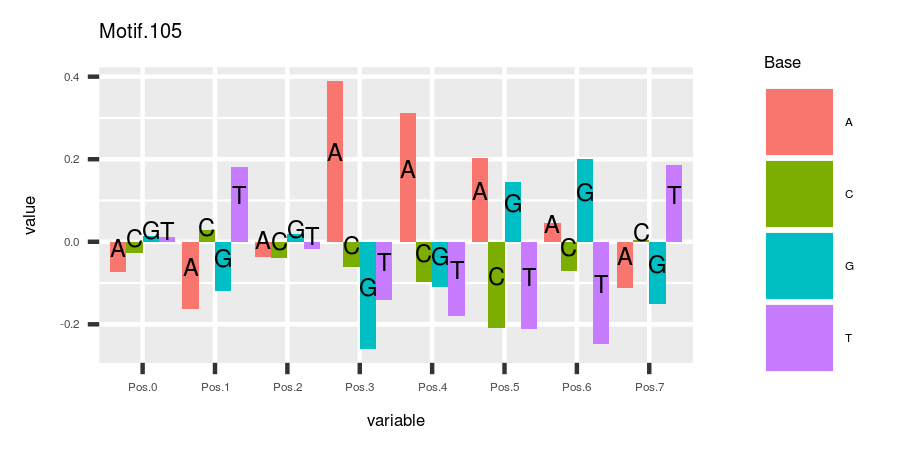 Motif.105
Base
0.4
0.2
0.0
-0.2
value
A C G T A C G T A C G T A C G T A C G T A C G T A C G T A C G T
Pos.0 Pos.1 Pos.2 Pos.3 Pos.4 Pos.5 Pos.6 Pos.7
variable
A
C
G
T